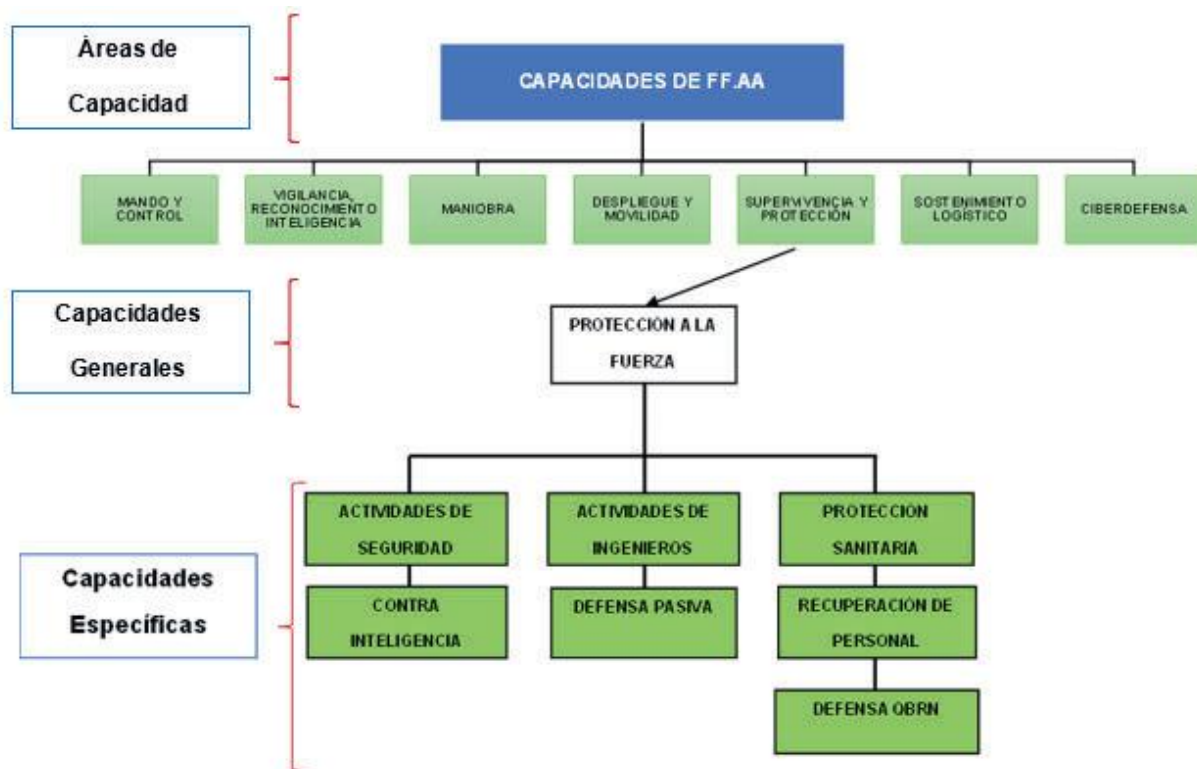 Áreas de
Capacidad
CAPACIDADES DE FF.AA
MANDO Y
CONTROL
VIGILANCIA,
RECONOCIMIENTO
INTELIGENCIA
MANIOBRA
DESPLIEGUE Y
MOVILIDAD
SUPERVIVENCIA Y
PROTECCIÓN
SOSTENIMIENTO
LOGÍSTICO
CIBERDEFENSA
Capacidades
Generales
PROTECCIÓN A LA
FUERZA
Capacidades
Específicas
ACTIVIDADES DE
SEGURIDAD
CONTRA
INTELIGENCIA
ACTIVIDADES DE
INGENIEROS
DEFENSA PASIVA
PROTECCIÓN
SANITARIA
RECUPERACIÓN DE
PERSONAL
DEFENSA QBRN